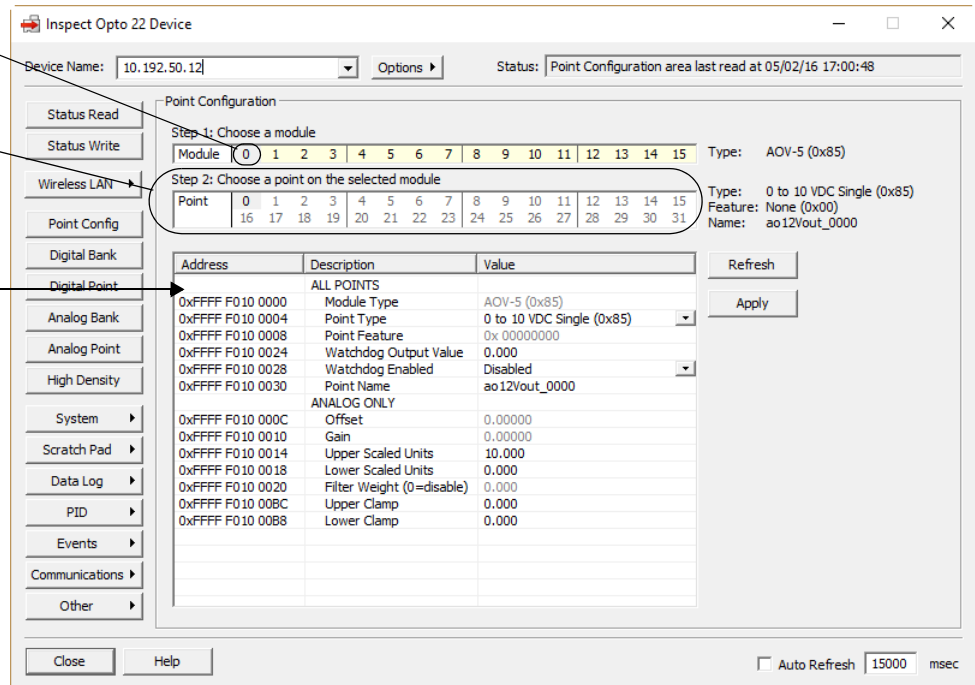 Inspect Opto 22 Device
Device Name: 10.192.50.12 Options Status: Point Configuration area last read at 05/02/16 17:00:48
Status Read
Status Write
Wireless LAN
Point Config
Digital Bank
Digital Point
Analog Bank
Analog Point
High Density
System
Scratch Pad
Data Log
PID
Events
Communications
Other
Point Configuration
Step 1: Choose a module
Module 0 1 2 3 4 5 6 7 8 9 10 11 12 13 14 15
Type: AOV-5 (0x85)
Step 2: Choose a point on the selected module
Point 0 1 2 3 4 5 6 7 8 9 10 11 12 13 14 15
16 17 18 19 20 21 22 23 24 25 26 27 28 29 30 31
Type: 0 to 10 VDC Single (0x85)
Feature: None (0x00)
Name: ao12Vout_0000
Address Description Value
ALL POINTS
0xFFFF F010 0000 Module Type AOV-5 (0x85)
0xFFFF F010 0004 Point Type 0 to 10 VDC Single (0x85)
0xFFFF F010 0008 Point Feature 0x 00000000
0xFFFF F010 0024 Watchdog Output Value 0.000
0xFFFF F010 0028 Watchdog Enabled Disabled
0xFFFF F010 0030 Point Name ao12Vout_0000
ANALOG ONLY
0xFFFF F010 000C Offset 0.00000
0xFFFF F010 0010 Gain 0.00000
0xFFFF F010 0014 Upper Scaled Units 10.000
0xFFFF F010 0018 Lower Scaled Units 0.000
0xFFFF F010 0020 Filter Weight (0=disable) 0.000
0xFFFF F010 00BC Upper Clamp 0.000
0xFFFF F010 00B8 Lower Clamp 0.000
Refresh
Apply
Close Help Auto Refresh 15000 msec